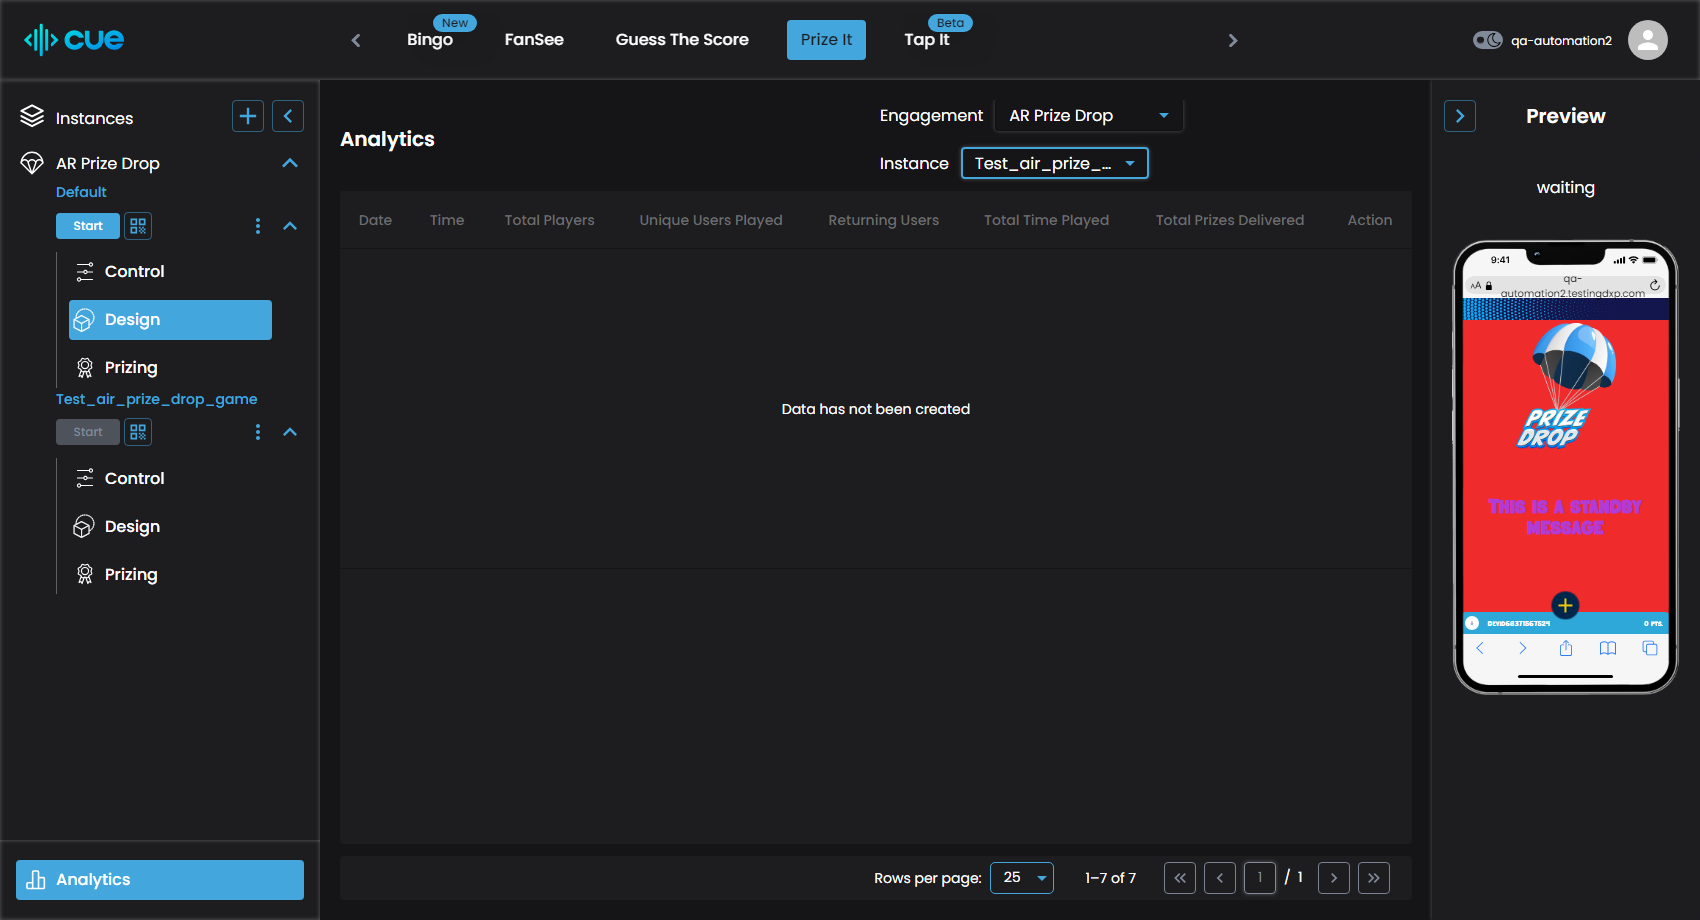 cue
New
Bingo
FanSee
Guess The Score
Prize It
Beta
Tap It
qa-automation2
Instances
AR Prize Drop
Default
Start
Control
Design
Prizing
Test_air_prize_drop_game
Start
Control
Design
Prizing
Analytics
Analytics
Engagement AR Prize Drop
Instance Test_air_prize_...
Date Time Total Players Unique Users Played Returning Users Total Time Played Total Prizes Delivered Action
Data has not been created
Rows per page: 25 1–7 of 7 1 / 1
Preview
waiting
9:41
AA qa-
automation2.testingdxp.com
PRIZE
DROP
THIS IS A STANDBY
MESSAGE
0 PTS.